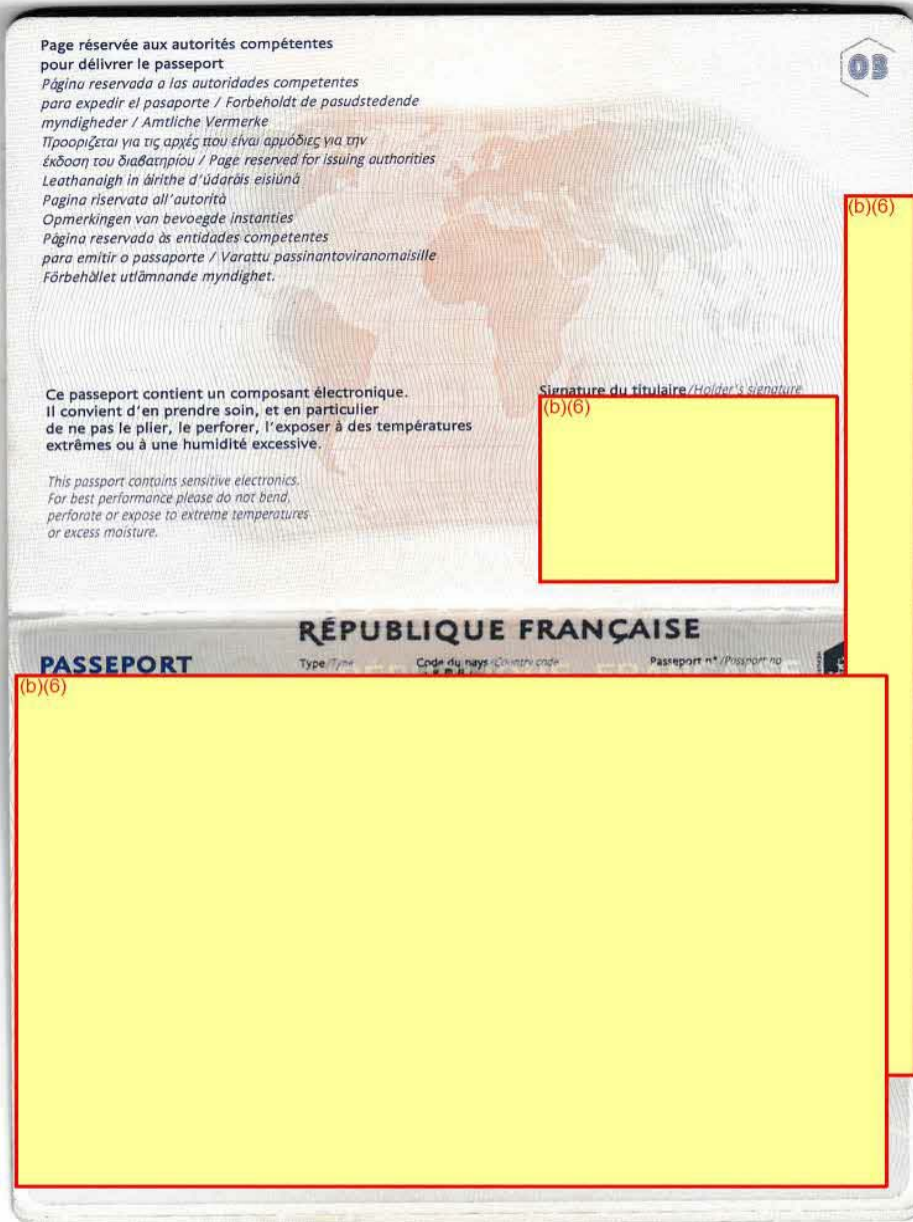 Page réservée aux autorités compétentes
pour délivrer le passeport
03
Página reservada a las autoridades competentes
para expedir el pasaporte / Forbeholdt de pasudstedende
myndigheder / Amtliche Vermerke
Προορίζεται για τις αρχές που είναι αρμόδιες για την
έκδοση του διαβατηρίου / Page reserved for issuing authorities
Leathanaigh in áirithe d'údaráis eisiúná
Pagina riservata all'autorità
Opmerkingen van bevoegde instanties
Página reservada às entidades competentes
para emitir o passaporte / Varattu passinantoviranomaisille
Förbehållet utlämnande myndighet.
(b)(6)
Ce passeport contient un composant électronique.
Il convient d'en prendre soin, et en particulier
de ne pas le plier, le perforer, l'exposer à des températures
extrêmes ou à une humidité excessive.
This passport contains sensitive electronics.
For best performance please do not bend,
perforate or expose to extreme temperatures
or excess moisture.
Signature du titulaire/Holder's signature
(b)(6)
RÉPUBLIQUE FRANÇAISE
PASSEPORT
Type/Type
Code du pays/Country code
Passeport n°/Passport no
(b)(6)